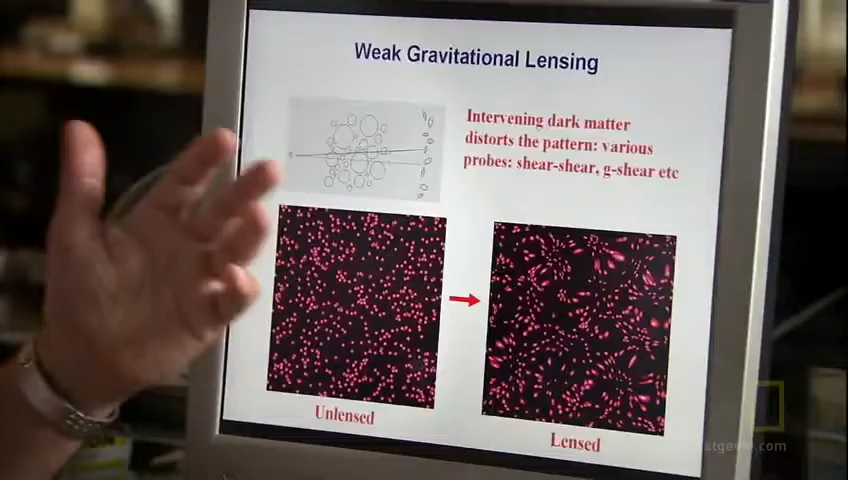 Weak Gravitational Lensing
Intervening dark matter
distorts the pattern: various
probes: shear-shear, g-shear etc
Unlensed
Lensed